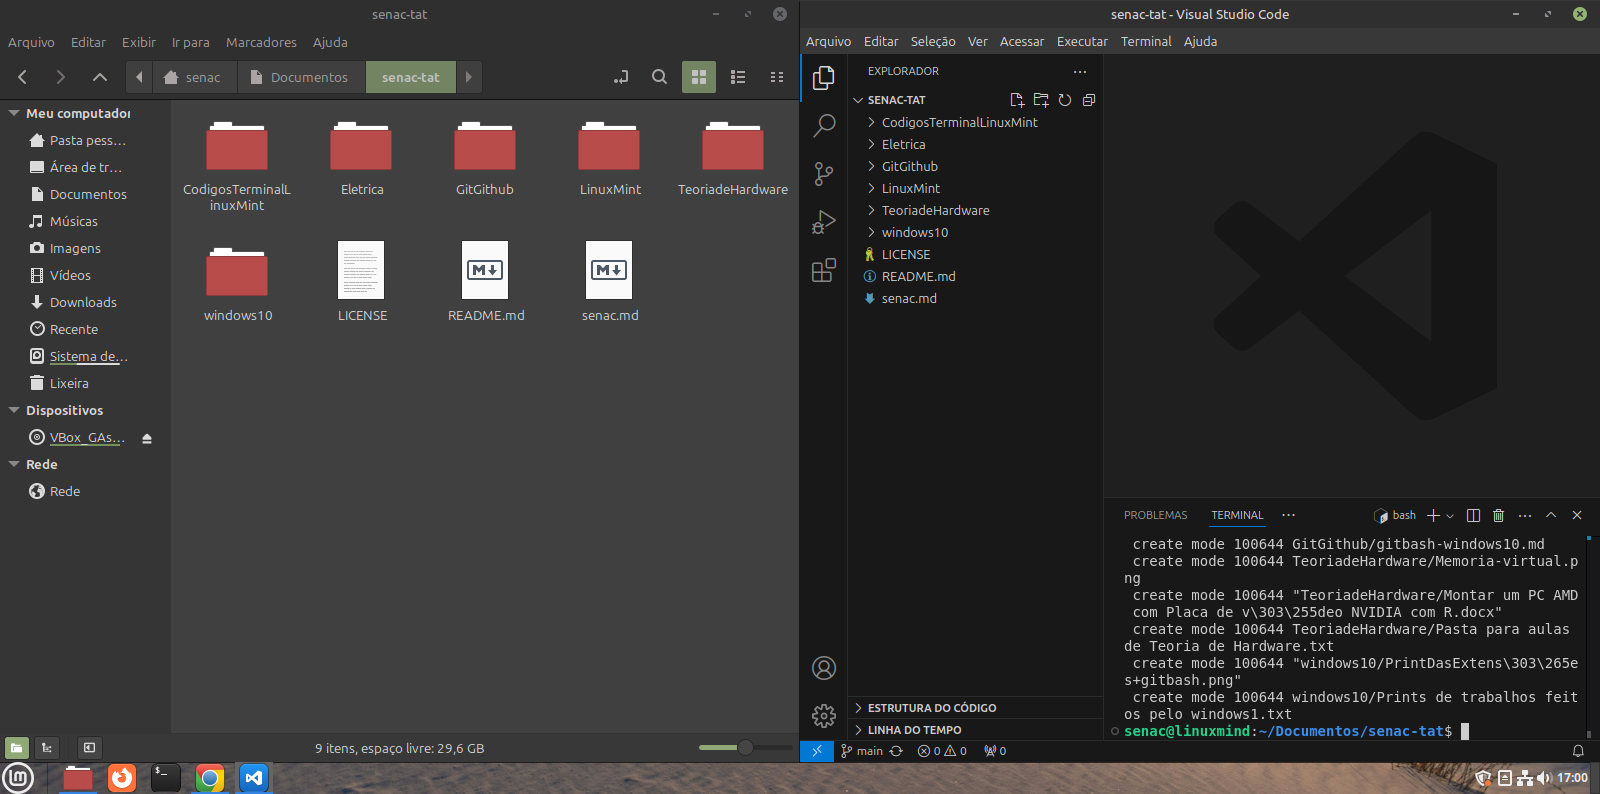 senac-tat
Arquivo Editar Exibir Ir para Marcadores Ajuda
senac Documentos senac-tat
Meu computador
Pasta pess...
Área de tr...
Documentos
Músicas
Imagens
Vídeos
Downloads
Recente
Sistema de...
Lixeira
Dispositivos
VBox_GAs...
Rede
Rede
CodigosTerminalL
inuxMint
Eletrica
GitGithub
LinuxMint
TeoriadeHardware
windows10
LICENSE
README.md
senac.md
9 itens, espaço livre: 29,6 GB
senac-tat - Visual Studio Code
Arquivo Editar Seleção Ver Acessar Executar Terminal Ajuda
EXPLORADOR
SENAC-TAT
CodigosTerminalLinuxMint
Eletrica
GitGithub
LinuxMint
TeoriadeHardware
windows10
LICENSE
README.md
senac.md
ESTRUTURA DO CÓDIGO
LINHA DO TEMPO
PROBLEMAS TERMINAL bash
create mode 100644 GitGithub/gitbash-windows10.md
create mode 100644 TeoriadeHardware/Memoria-virtual.p
ng
create mode 100644 "TeoriadeHardware/Montar um PC AMD
com Placa de v\303\255deo NVIDIA com R.docx"
create mode 100644 TeoriadeHardware/Pasta para aulas
de Teoria de Hardware.txt
create mode 100644 "windows10/PrintDasExtens\303\265e
s+gitbash.png"
create mode 100644 windows10/Prints de trabalhos feit
os pelo windows1.txt
senac@linuxmind:~/Documentos/senac-tat$
main 0 0 0
17:00